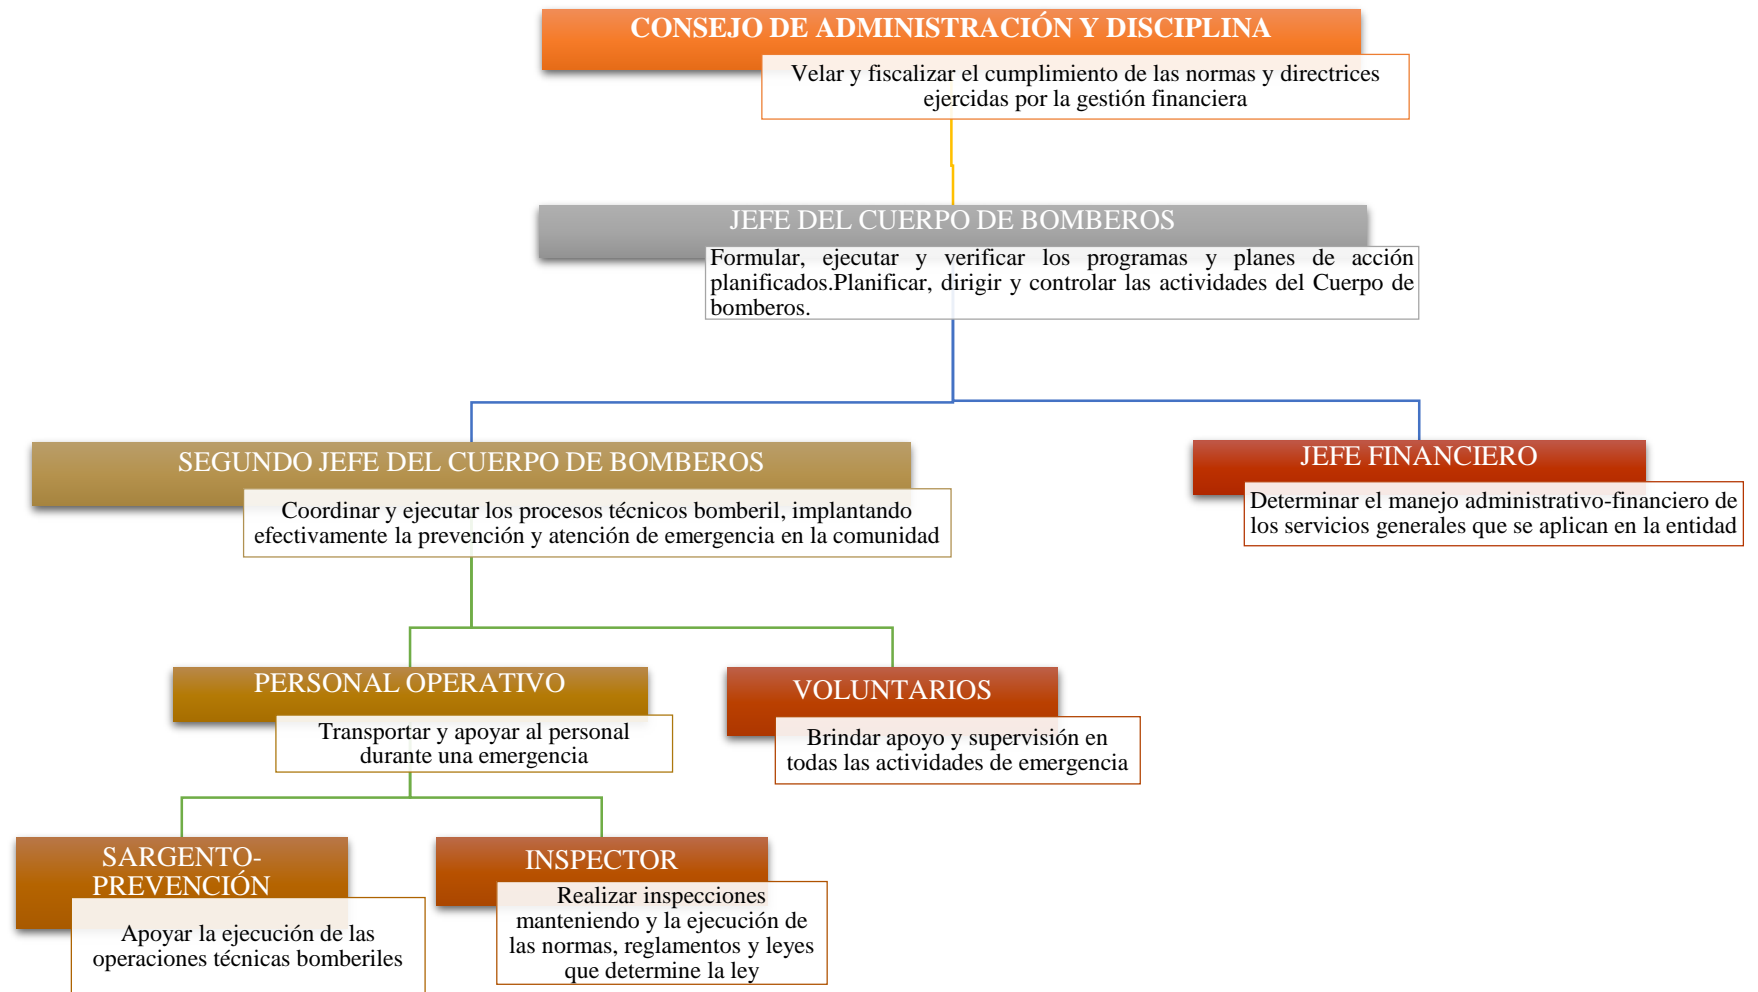 CONSEJO DE ADMINISTRACIÓN Y DISCIPLINA
Velar y fiscalizar el cumplimiento de las normas y directrices
ejercidas por la gestión financiera
JEFE DEL CUERPO DE BOMBEROS
Formular, ejecutar y verificar los programas y planes de acción
planificados.Planificar, dirigir y controlar las actividades del Cuerpo de
bomberos.
SEGUNDO JEFE DEL CUERPO DE BOMBEROS
Coordinar y ejecutar los procesos técnicos bomberil, implantando
efectivamente la prevención y atención de emergencia en la comunidad
JEFE FINANCIERO
Determinar el manejo administrativo-financiero de
los servicios generales que se aplican en la entidad
PERSONAL OPERATIVO
Transportar y apoyar al personal
durante una emergencia
VOLUNTARIOS
Brindar apoyo y supervisión en
todas las actividades de emergencia
SARGENTO-
PREVENCIÓN
Apoyar la ejecución de las
operaciones técnicas bomberiles
INSPECTOR
Realizar inspecciones
manteniendo y la ejecución de
las normas, reglamentos y leyes
que determine la ley